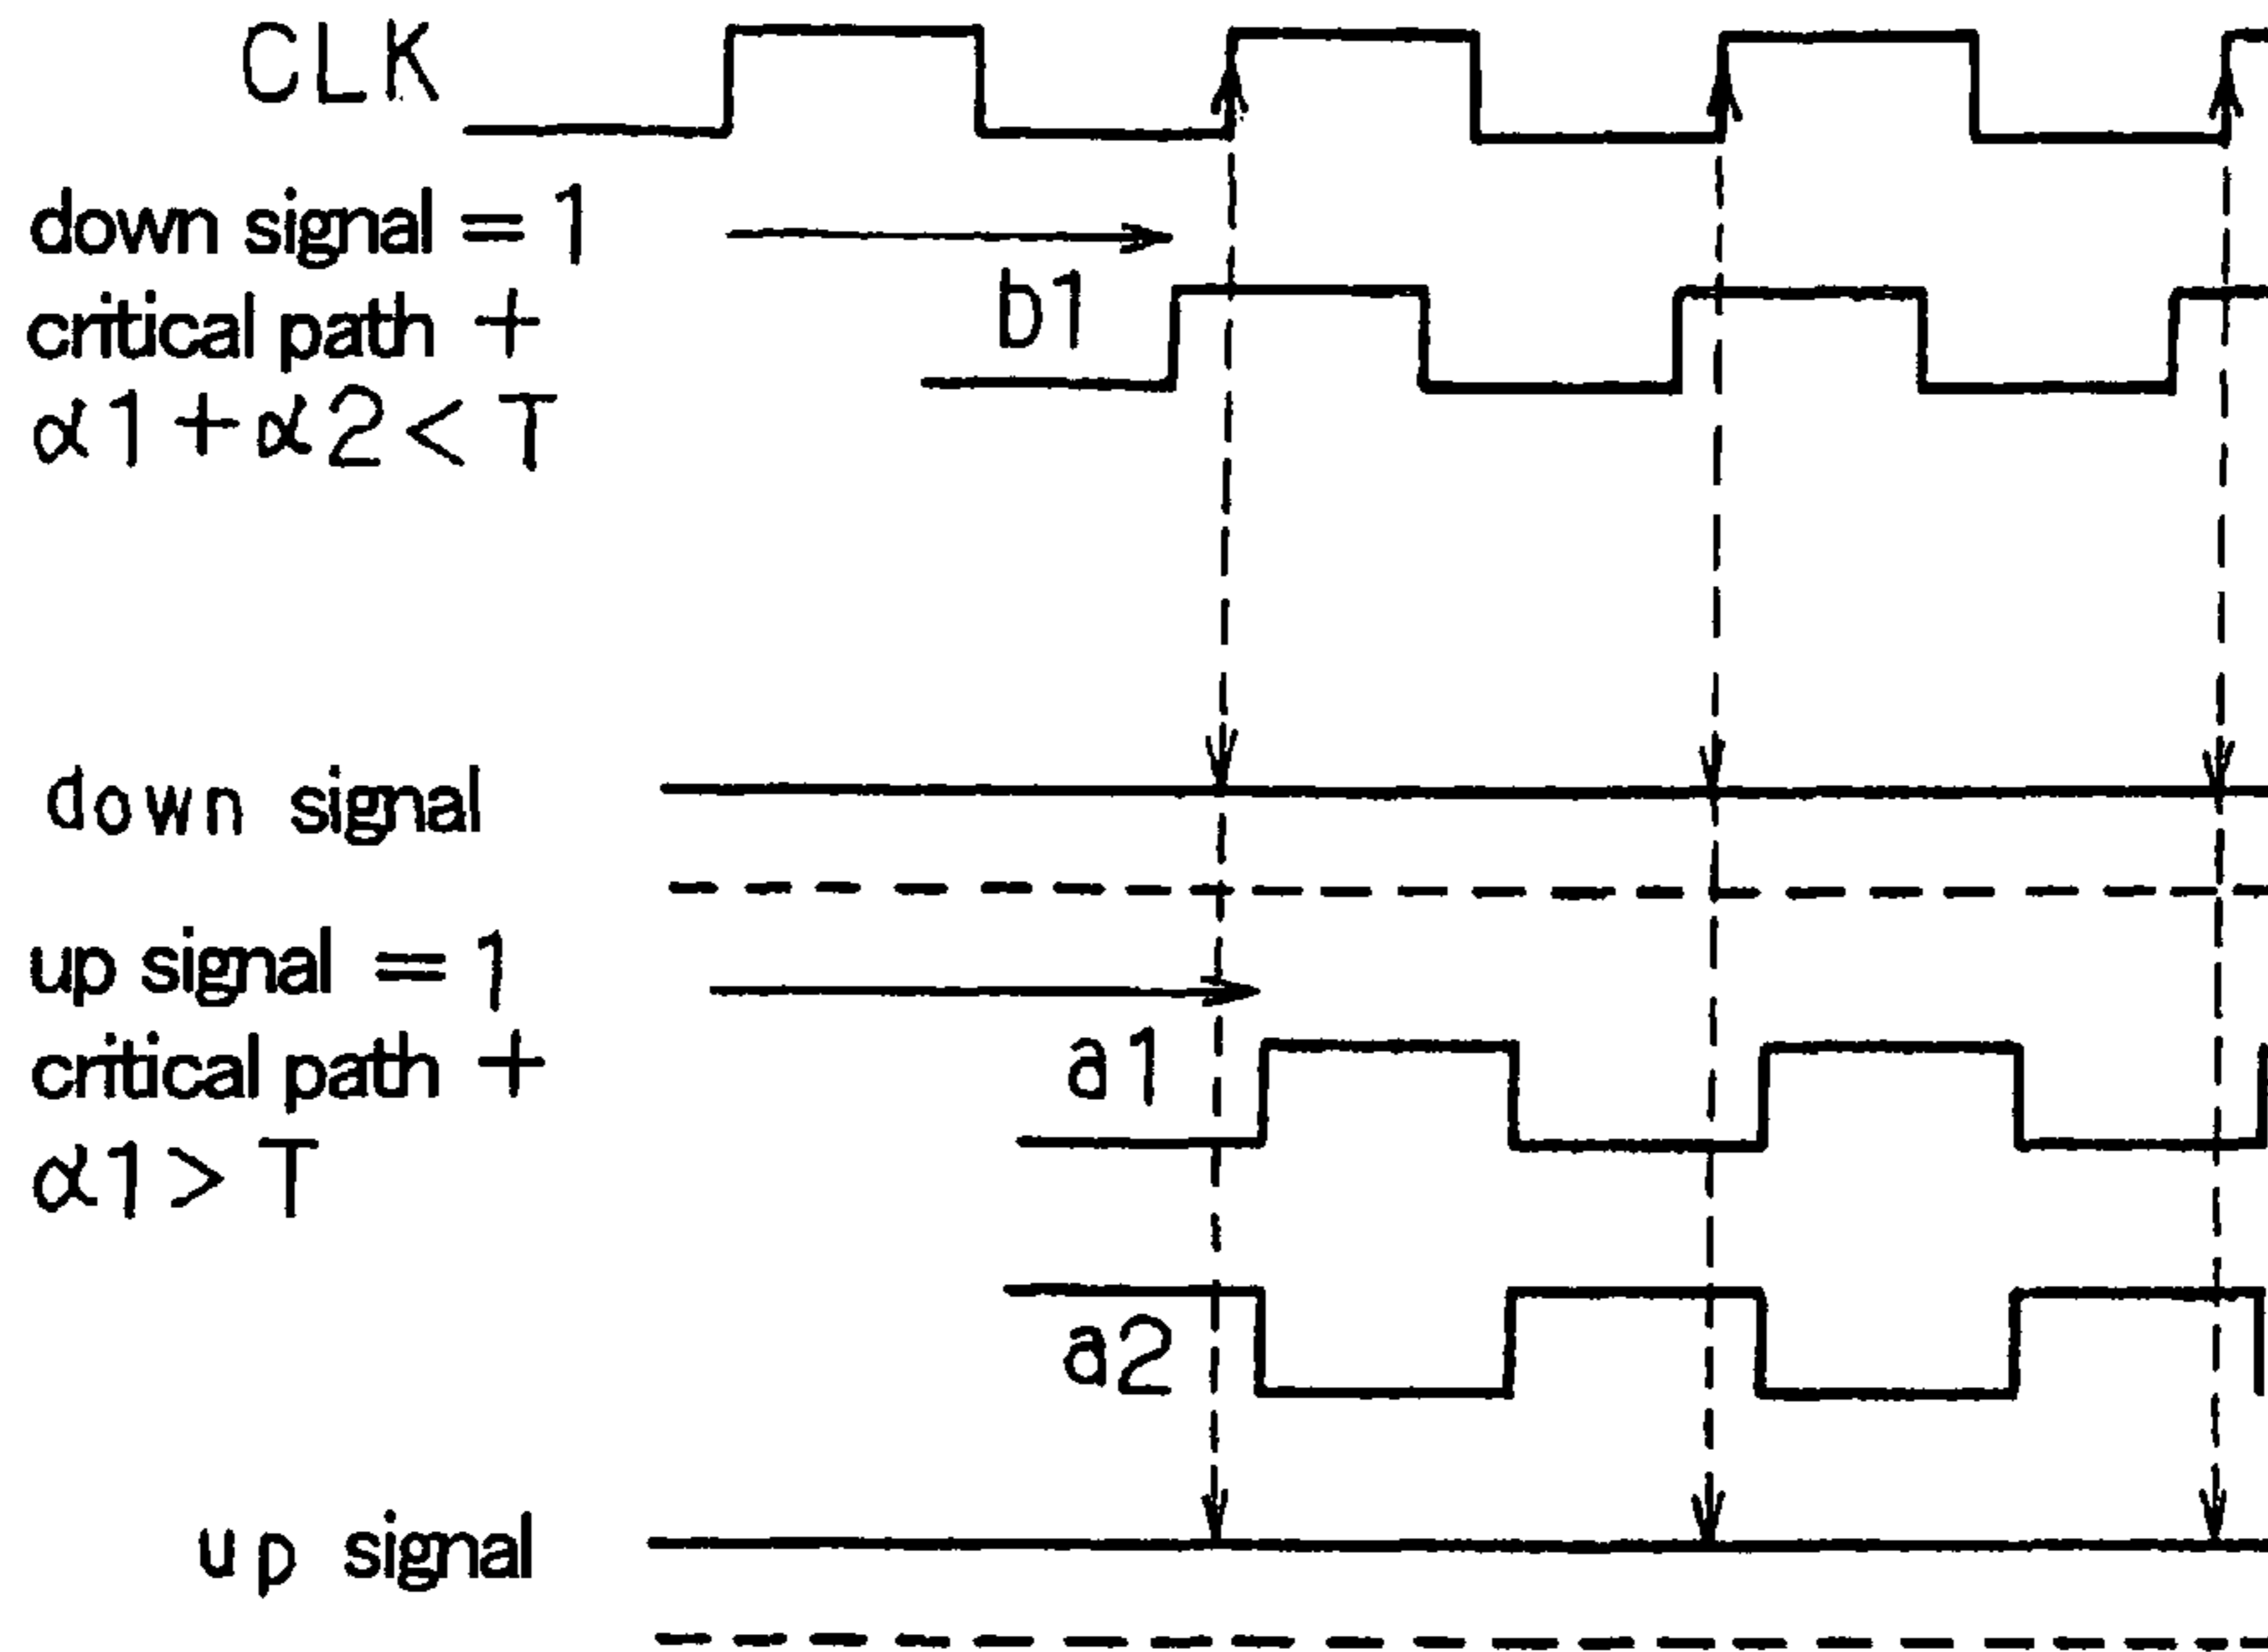 CLK
down signal = 1
critical path +
α1 + α2 < T
b1
down signal
up signal = 1
critical path +
α1 > T
a1
a2
up signal